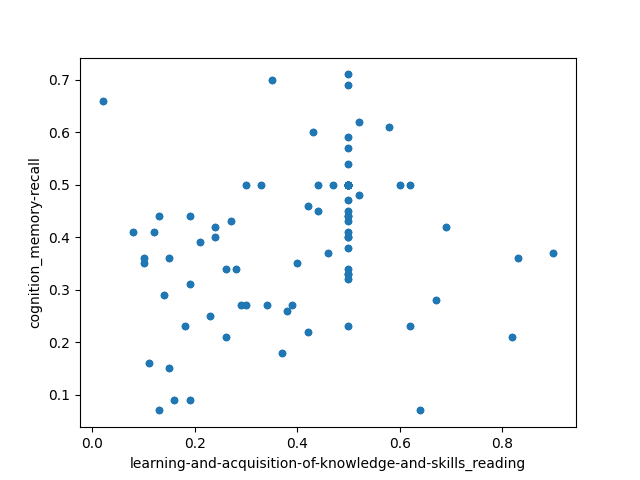 0.7
0.6
0.5
0.4
0.3
0.2
0.1
cognition_memory-recall
0.0 0.2 0.4 0.6 0.8
learning-and-acquisition-of-knowledge-and-skills_reading